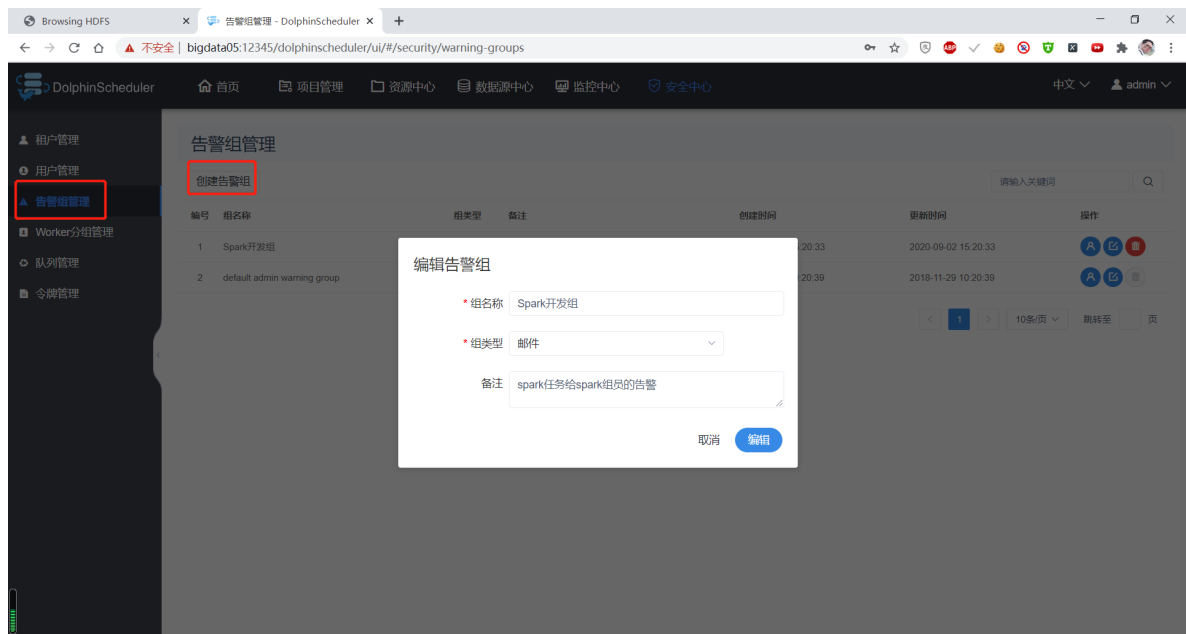 Browsing HDFS
告警组管理 - DolphinScheduler
不安全 | bigdata05:12345/dolphinscheduler/ui/#/security/warning-groups
DolphinScheduler 首页 项目管理 资源中心 数据源中心 监控中心 安全中心 中文 admin
租户管理
用户管理
告警组管理
Worker分组管理
队列管理
令牌管理
告警组管理
创建告警组 请输入关键词
编号 组名称 组类型 备注 创建时间 更新时间 操作
1 Spark开发组 :20:33 2020-09-02 15:20:33
2 default admin warning group :20:39 2018-11-29 10:20:39
1 10条/页 跳转至 页
编辑告警组
* 组名称 Spark开发组
* 组类型 邮件
备注 spark任务给spark组员的告警
取消 编辑